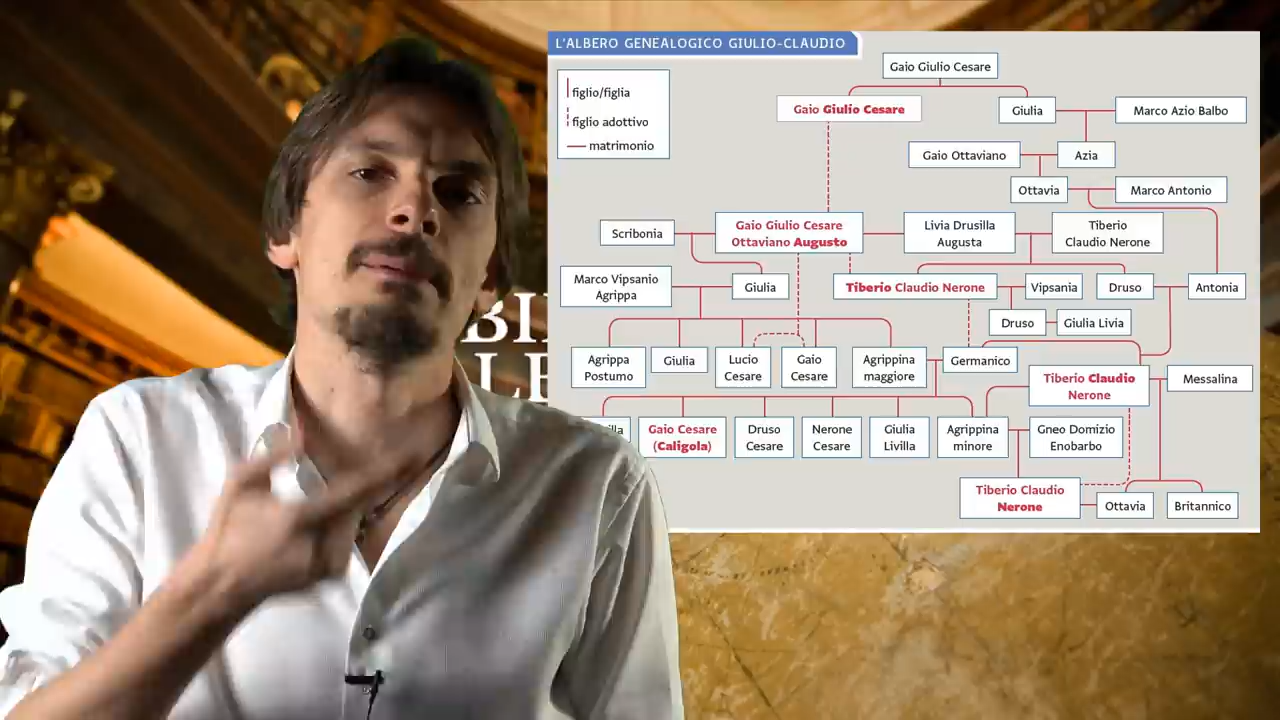 L'ALBERO GENEALOGICO GIULIO-CLAUDIO
figlio/figlia
figlio adottivo
matrimonio
Gaio Giulio Cesare
Gaio Giulio Cesare
Giulia
Marco Azio Balbo
Gaio Ottaviano
Azia
Ottavia
Marco Antonio
Scribonia
Gaio Giulio Cesare
Ottaviano Augusto
Livia Drusilla
Augusta
Tiberio
Claudio Nerone
Marco Vipsanio
Agrippa
Giulia
Tiberio Claudio Nerone
Vipsania
Druso
Antonia
Druso
Giulia Livia
Agrippa
Postumo
Giulia
Lucio
Cesare
Gaio
Cesare
Agrippina
maggiore
Germanico
Tiberio Claudio
Nerone
Messalina
Gaio Cesare
(Caligola)
Druso
Cesare
Nerone
Cesare
Giulia
Livilla
Agrippina
minore
Gneo Domizio
Enobarbo
Tiberio Claudio
Nerone
Ottavia
Britannico